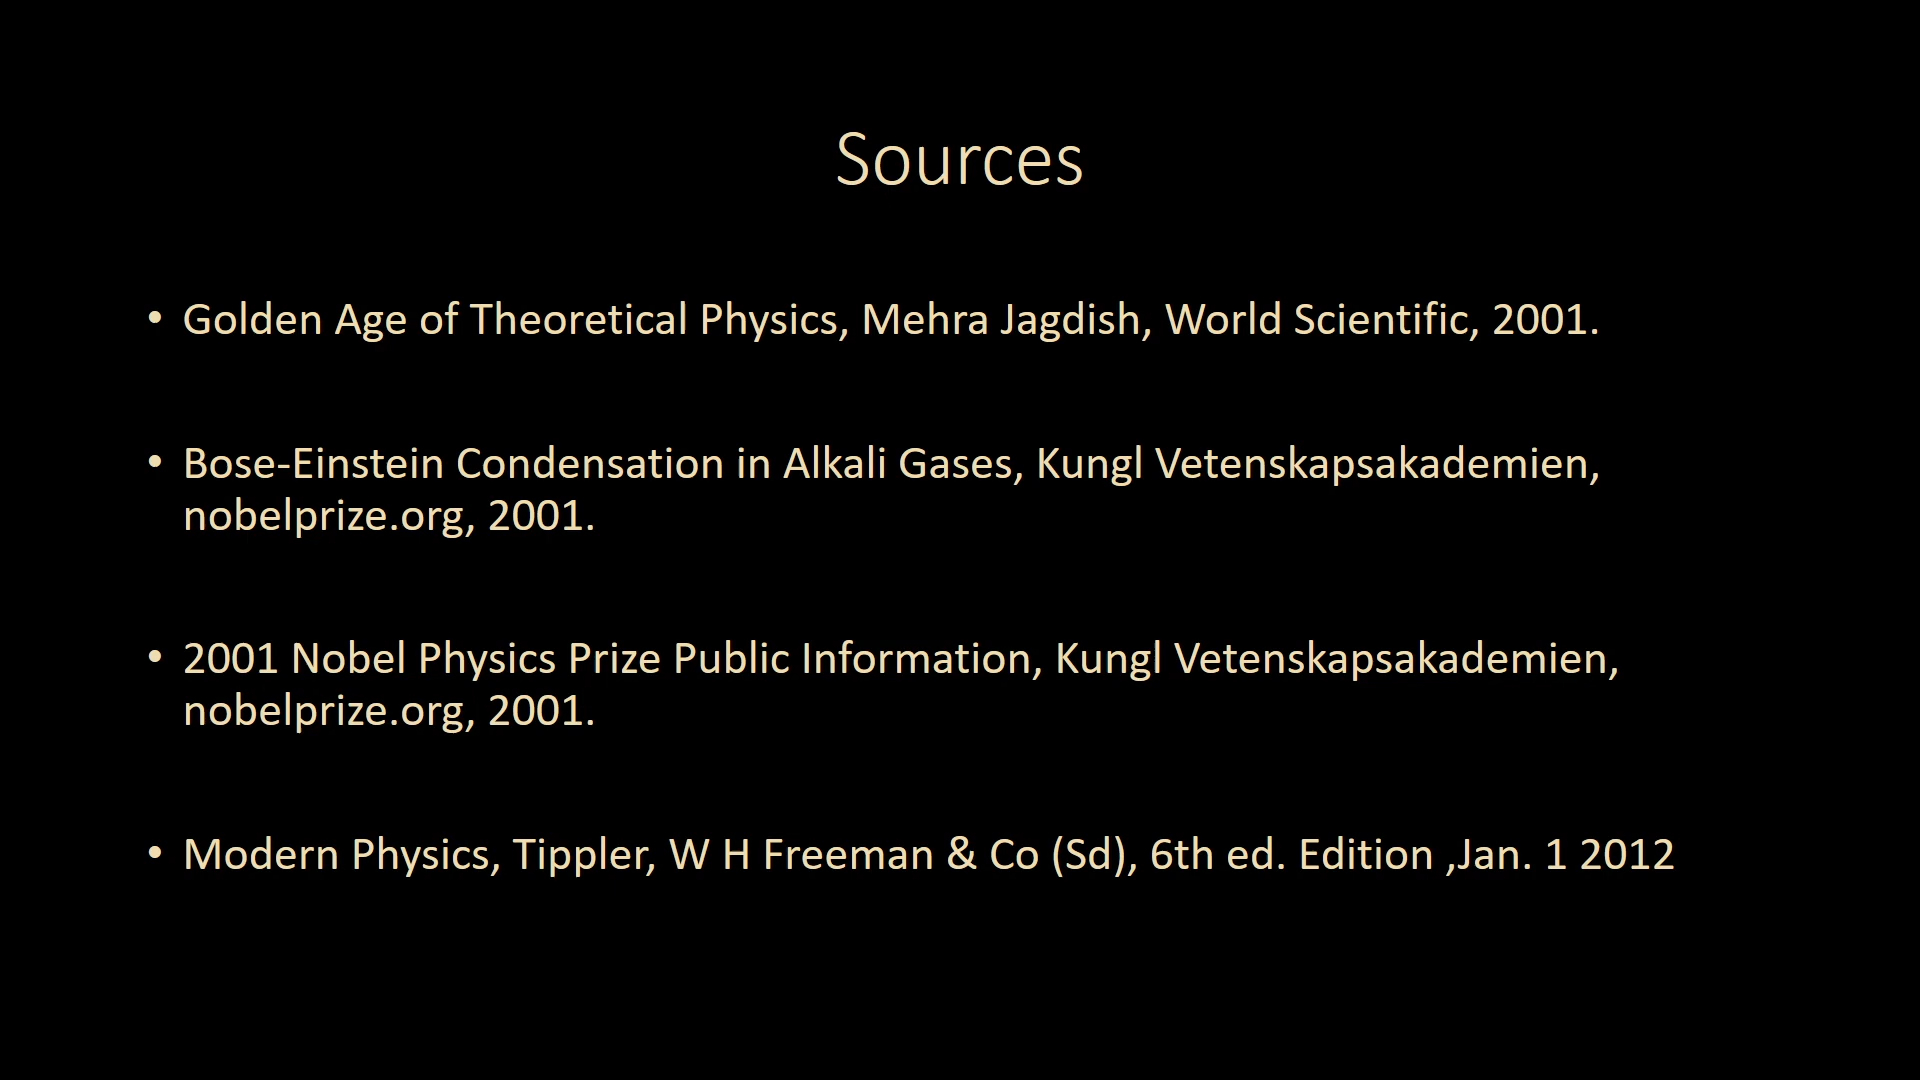 Sources
• Golden Age of Theoretical Physics, Mehra Jagdish, World Scientific, 2001.
• Bose-Einstein Condensation in Alkali Gases, Kungl Vetenskapsakademien,
nobelprize.org, 2001.
• 2001 Nobel Physics Prize Public Information, Kungl Vetenskapsakademien,
nobelprize.org, 2001.
• Modern Physics, Tippler, W H Freeman & Co (Sd), 6th ed. Edition ,Jan. 1 2012